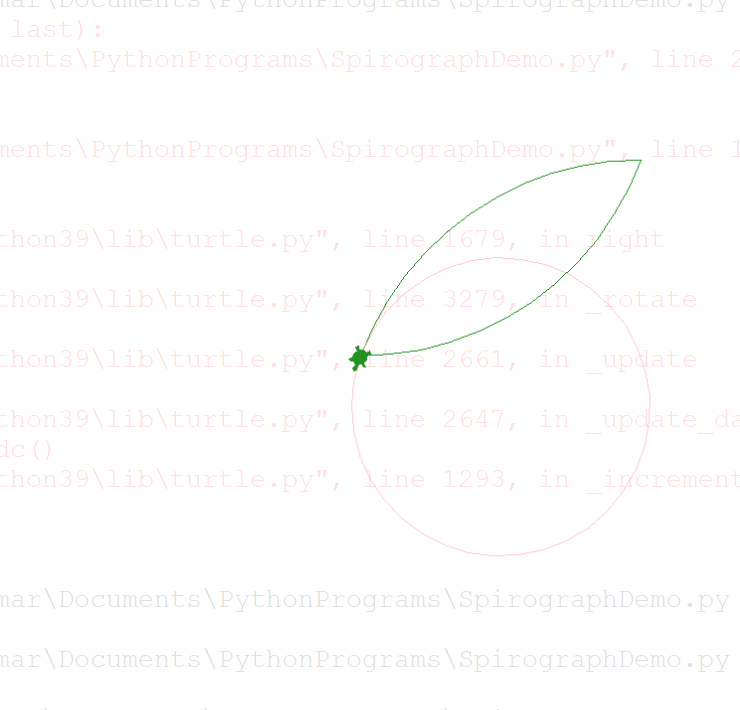 mar\Documents\PythonPrograms\SpirographDemo.py
last):
ments\PythonPrograms\SpirographDemo.py", line 2
ments\PythonPrograms\SpirographDemo.py", line 1
thon39\lib\turtle.py", line 1679, in right
thon39\lib\turtle.py", line 3279, in _rotate
thon39\lib\turtle.py", line 2661, in _update
thon39\lib\turtle.py", line 2647, in _update_da
dc()
thon39\lib\turtle.py", line 1293, in _increment
mar\Documents\PythonPrograms\SpirographDemo.py
mar\Documents\PythonPrograms\SpirographDemo.py